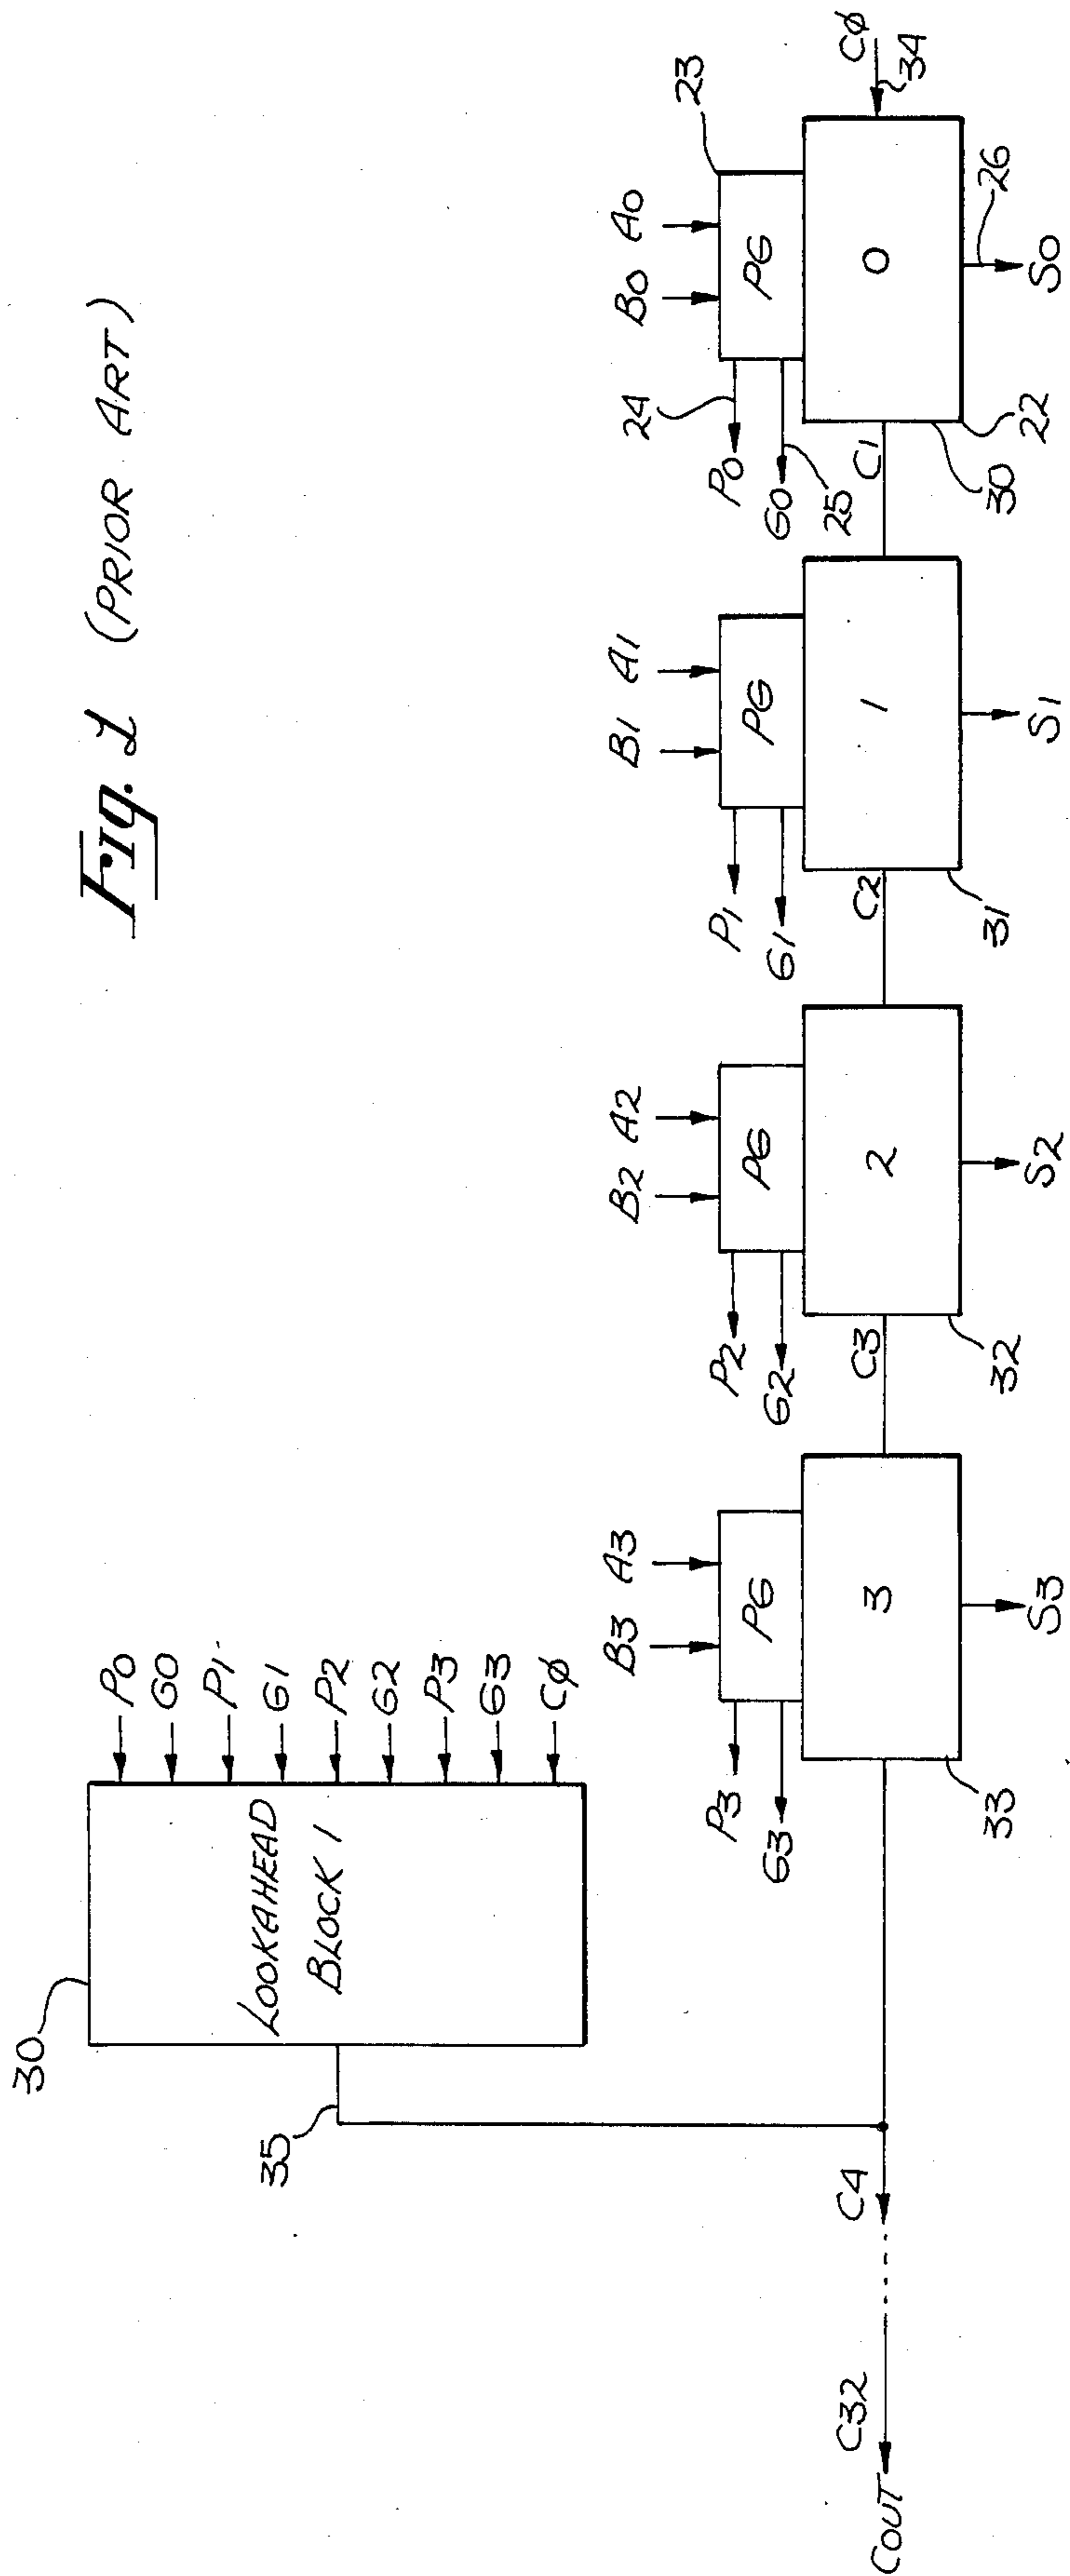 Fig. 1 (PRIOR ART)
30
LOOKAHEAD
BLOCK 1
P0
G0
P1
G1
P2
G2
P3
G3
CØ
35
B3 A3
PG
P3
G3
3
33
S3
B2 A2
PG
P2
G2
C3
2
32
S2
B1 A1
PG
P1
G1
C2
1
31
S1
B0 A0
23
PG
24
P0
G0
25
C1
0
CØ
34
30
22
26
S0
C4
C32
COUT